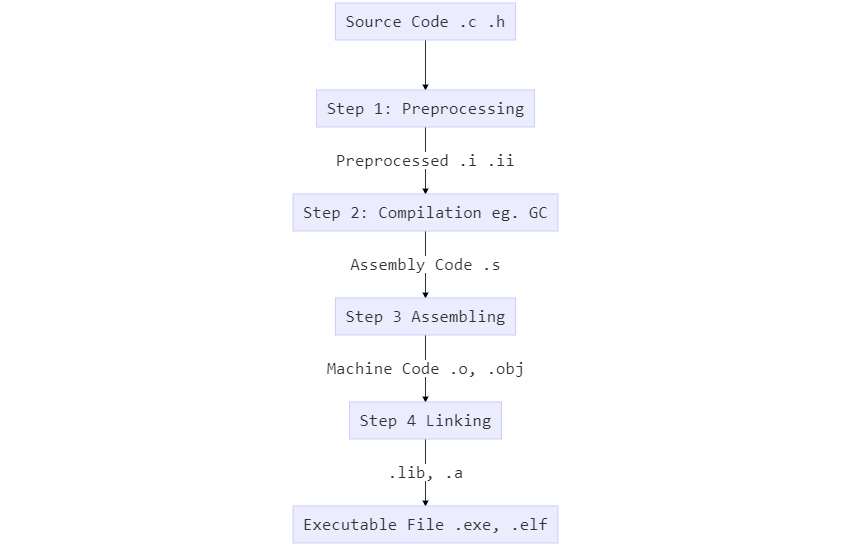 Source Code .c .h
Step 1: Preprocessing
Preprocessed .i .ii
Step 2: Compilation eg. GC
Assembly Code .s
Step 3 Assembling
Machine Code .o, .obj
Step 4 Linking
.lib, .a
Executable File .exe, .elf